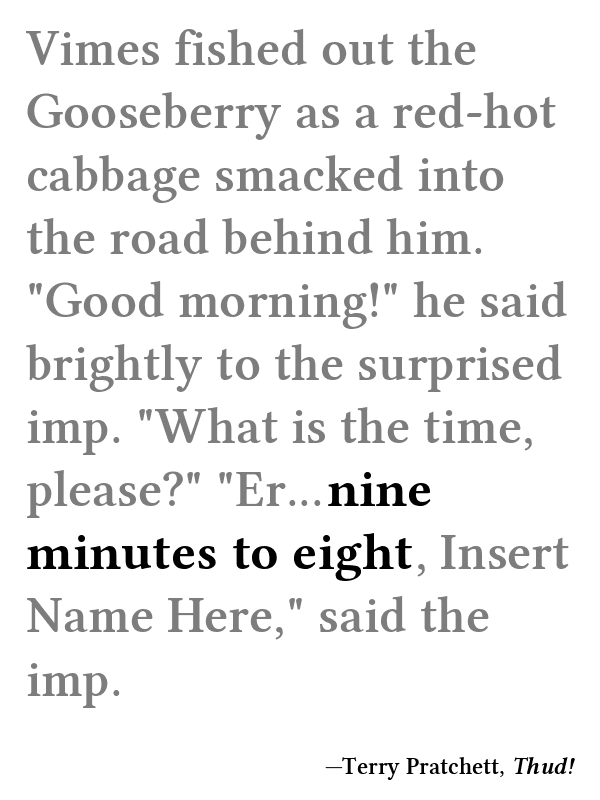 Vimes fished out the
Gooseberry as a red-hot
cabbage smacked into
the road behind him.
"Good morning!" he said
brightly to the surprised
imp. "What is the time,
please?" "Er...nine
minutes to eight, Insert
Name Here," said the
imp.
—Terry Pratchett, Thud!